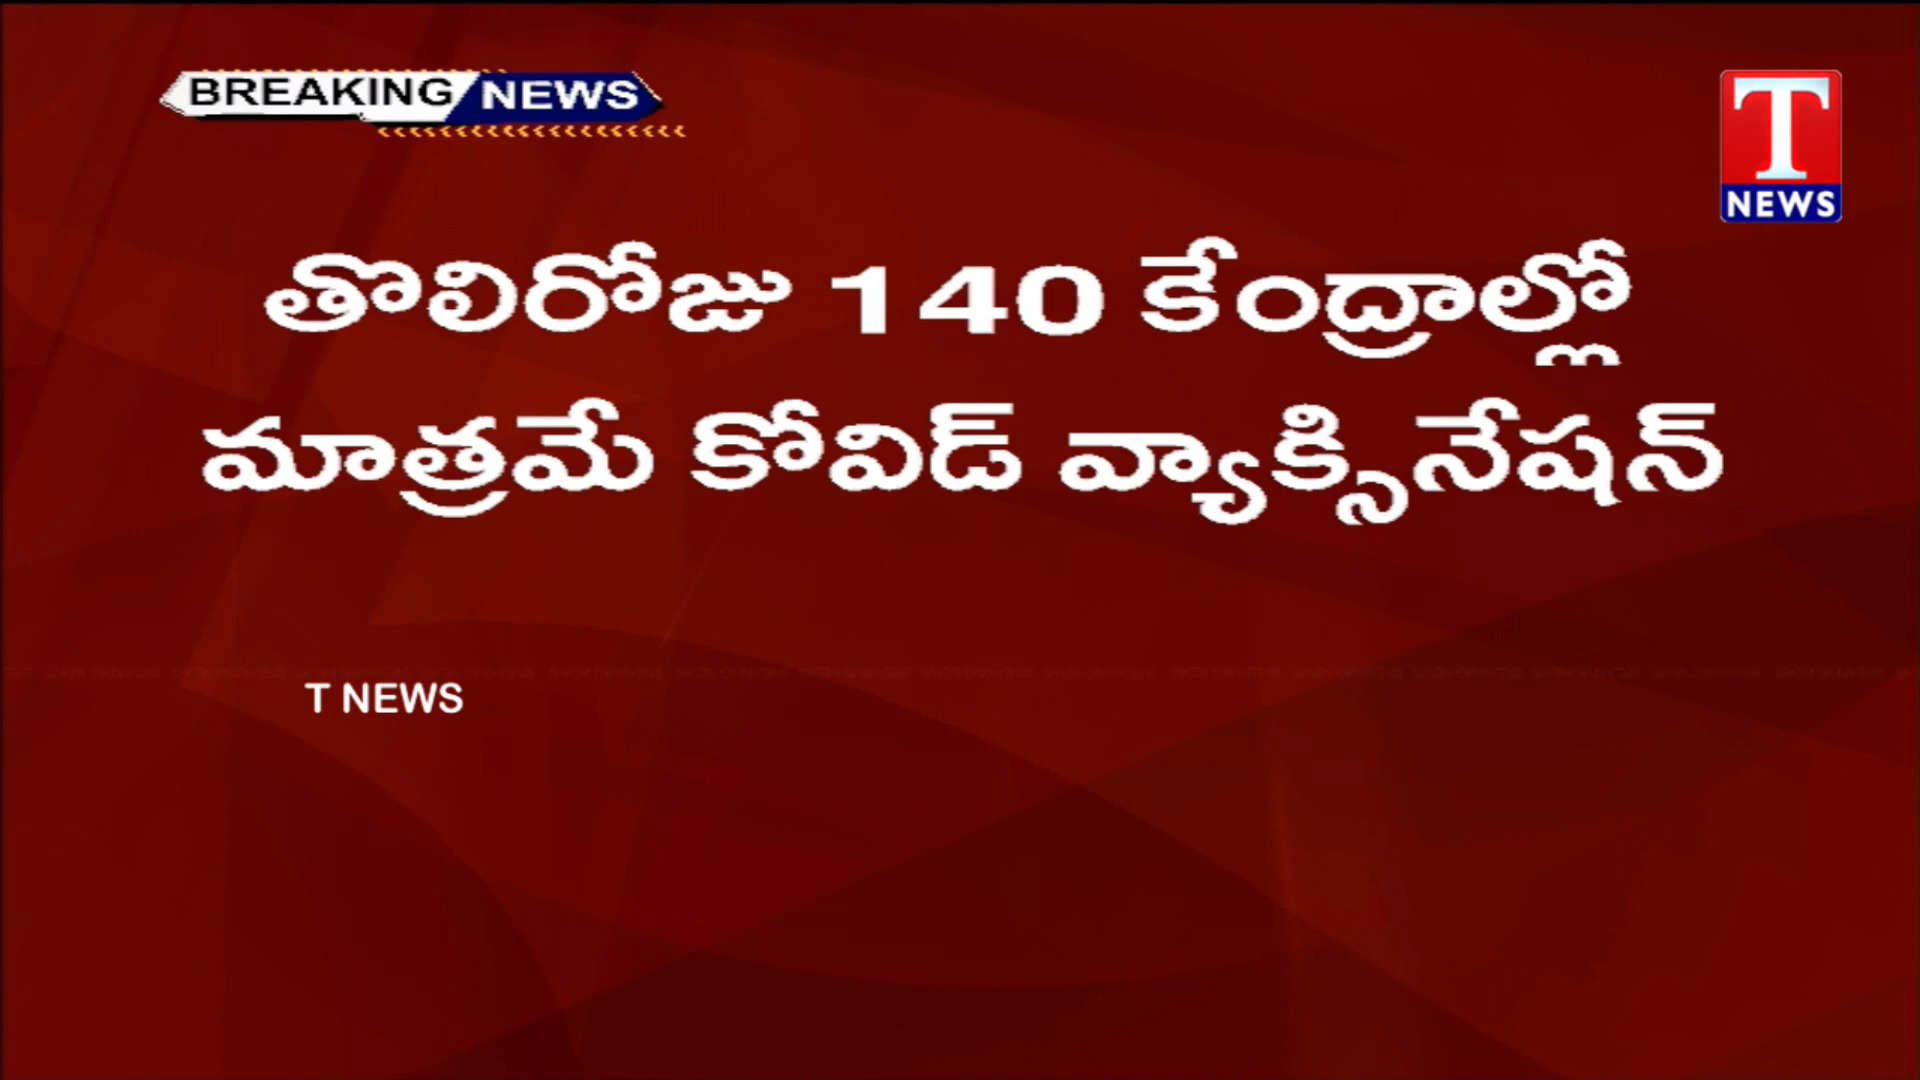 BREAKING NEWS
T
NEWS
తొలిరోజు 140 కేంద్రాల్లో
మాత్రమే కోవిడ్ వ్యాక్సినేషన్
T NEWS